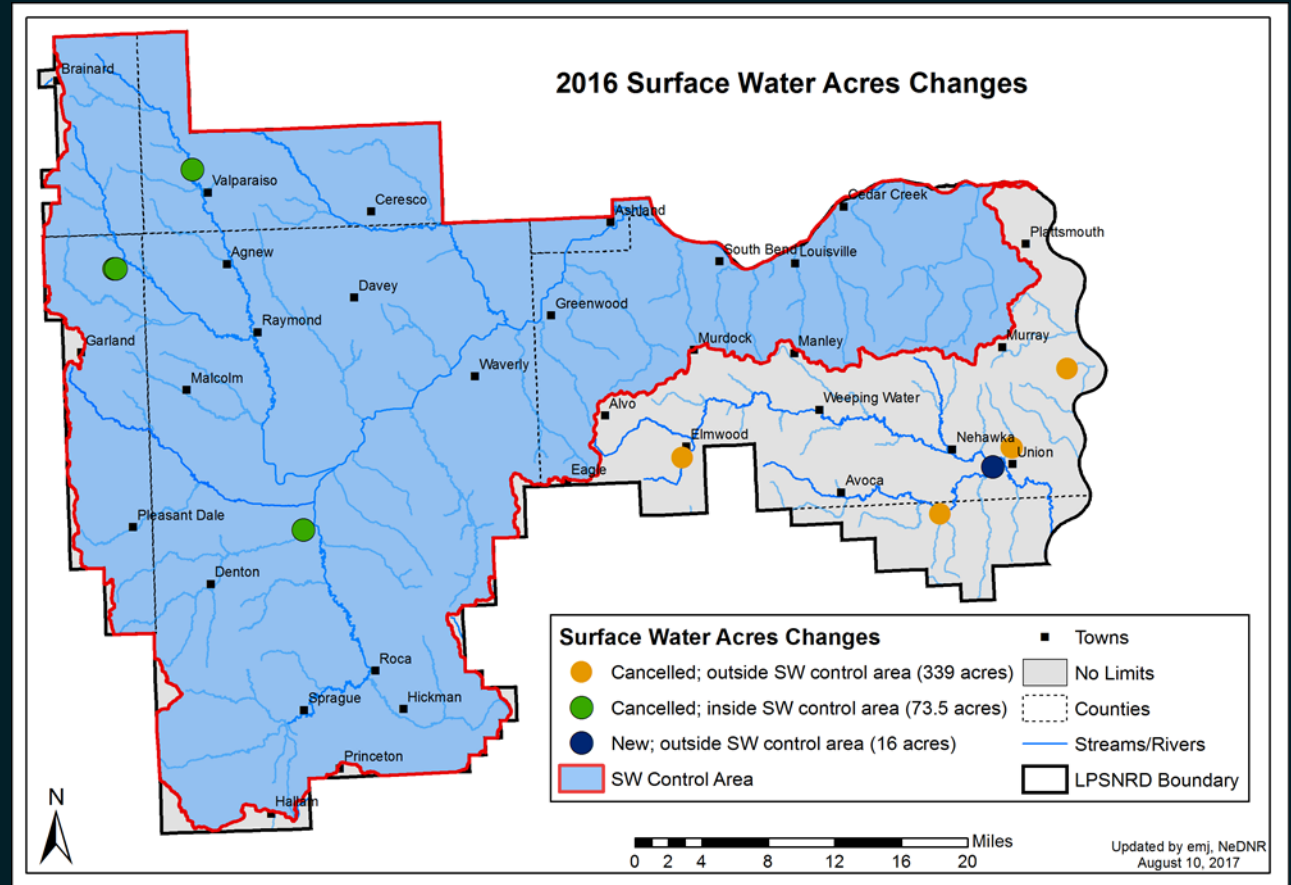 2016 Surface Water Acres Changes
Brainard
Valparaiso
Ceresco
Ashland
Cedar Creek
Plattsmouth
Agnew
South Bend
Louisville
Davey
Greenwood
Raymond
Garland
Murdock
Manley
Murray
Malcolm
Waverly
Alvo
Weeping Water
Elmwood
Nehawka
Union
Eagle
Avoca
Pleasant Dale
Denton
Roca
Sprague
Hickman
Princeton
Hallam
Surface Water Acres Changes
Cancelled; outside SW control area (339 acres)
Cancelled; inside SW control area (73.5 acres)
New; outside SW control area (16 acres)
SW Control Area
Towns
No Limits
Counties
Streams/Rivers
LPSNRD Boundary
N
Miles
0 2 4 8 12 16 20
Updated by emj, NeDNR
August 10, 2017